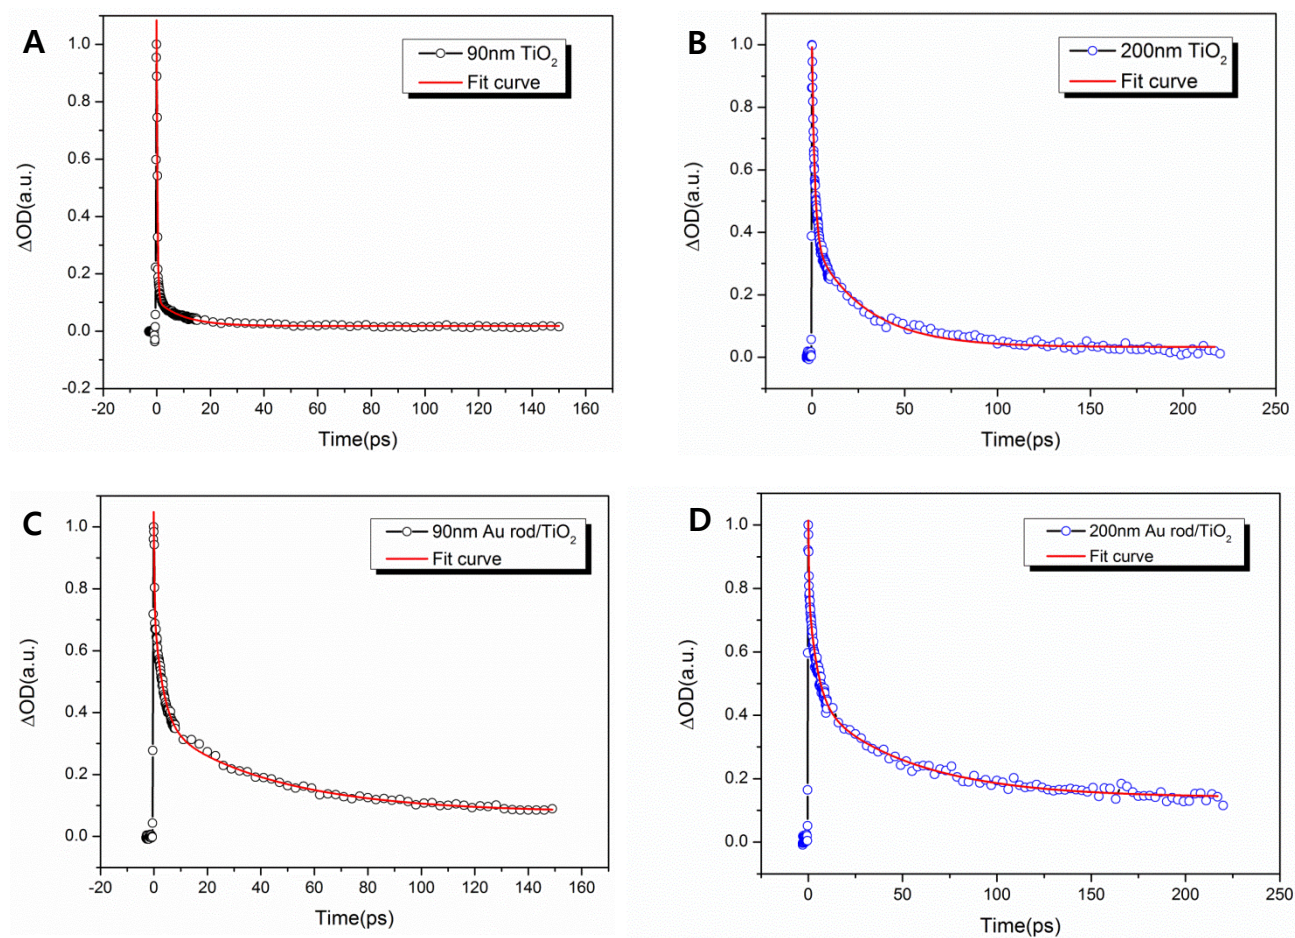 A
90nm TiO2
Fit curve
ΔOD(a.u.)
1.0
0.8
0.6
0.4
0.2
0.0
-0.2
-20 0 20 40 60 80 100 120 140 160
Time(ps)
B
200nm TiO2
Fit curve
ΔOD(a.u.)
1.0
0.8
0.6
0.4
0.2
0.0
0 50 100 150 200 250
Time(ps)
C
90nm Au rod/TiO2
Fit curve
ΔOD(a.u.)
1.0
0.8
0.6
0.4
0.2
0.0
-20 0 20 40 60 80 100 120 140 160
Time(ps)
D
200nm Au rod/TiO2
Fit curve
ΔOD(a.u.)
1.0
0.8
0.6
0.4
0.2
0.0
0 50 100 150 200 250
Time(ps)